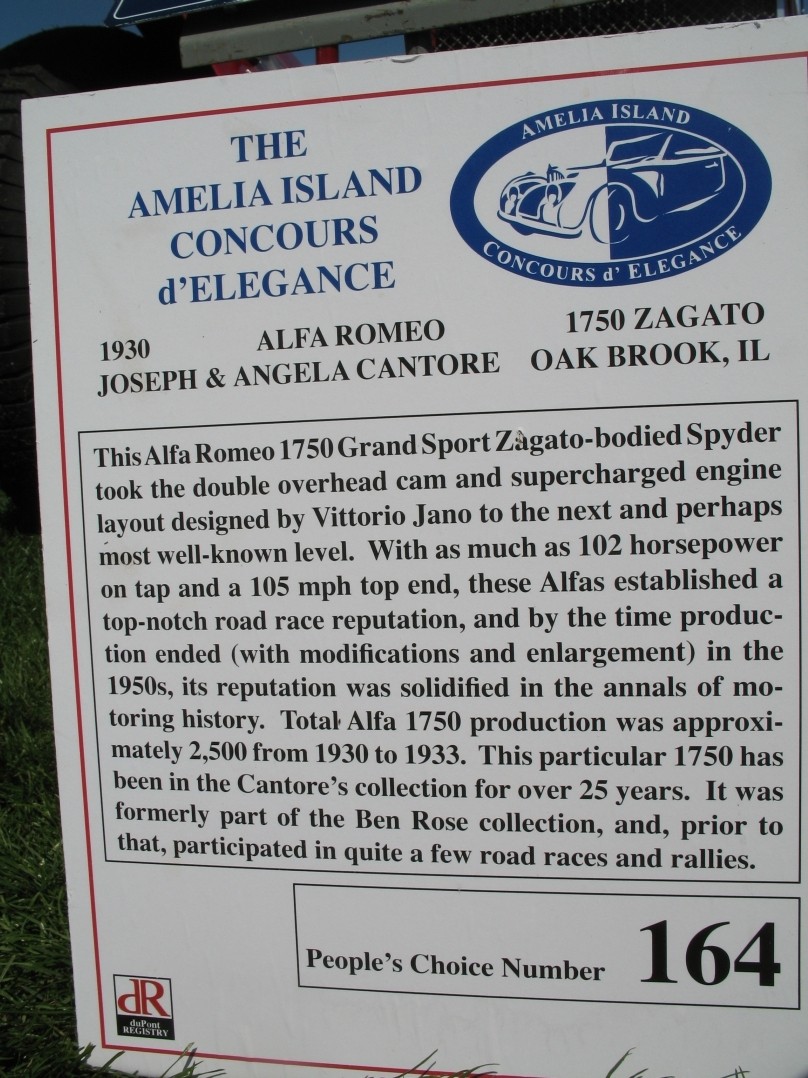 THE
AMELIA ISLAND
CONCOURS
d'ELEGANCE
AMELIA ISLAND
CONCOURS d' ELEGANCE
1930 ALFA ROMEO 1750 ZAGATO
JOSEPH & ANGELA CANTORE OAK BROOK, IL
This Alfa Romeo 1750 Grand Sport Zagato-bodied Spyder
took the double overhead cam and supercharged engine
layout designed by Vittorio Jano to the next and perhaps
most well-known level. With as much as 102 horsepower
on tap and a 105 mph top end, these Alfas established a
top-notch road race reputation, and by the time produc-
tion ended (with modifications and enlargement) in the
1950s, its reputation was solidified in the annals of mo-
toring history. Total Alfa 1750 production was approxi-
mately 2,500 from 1930 to 1933. This particular 1750 has
been in the Cantore's collection for over 25 years. It was
formerly part of the Ben Rose collection, and, prior to
that, participated in quite a few road races and rallies.
People's Choice Number 164
dR
duPont
REGISTRY